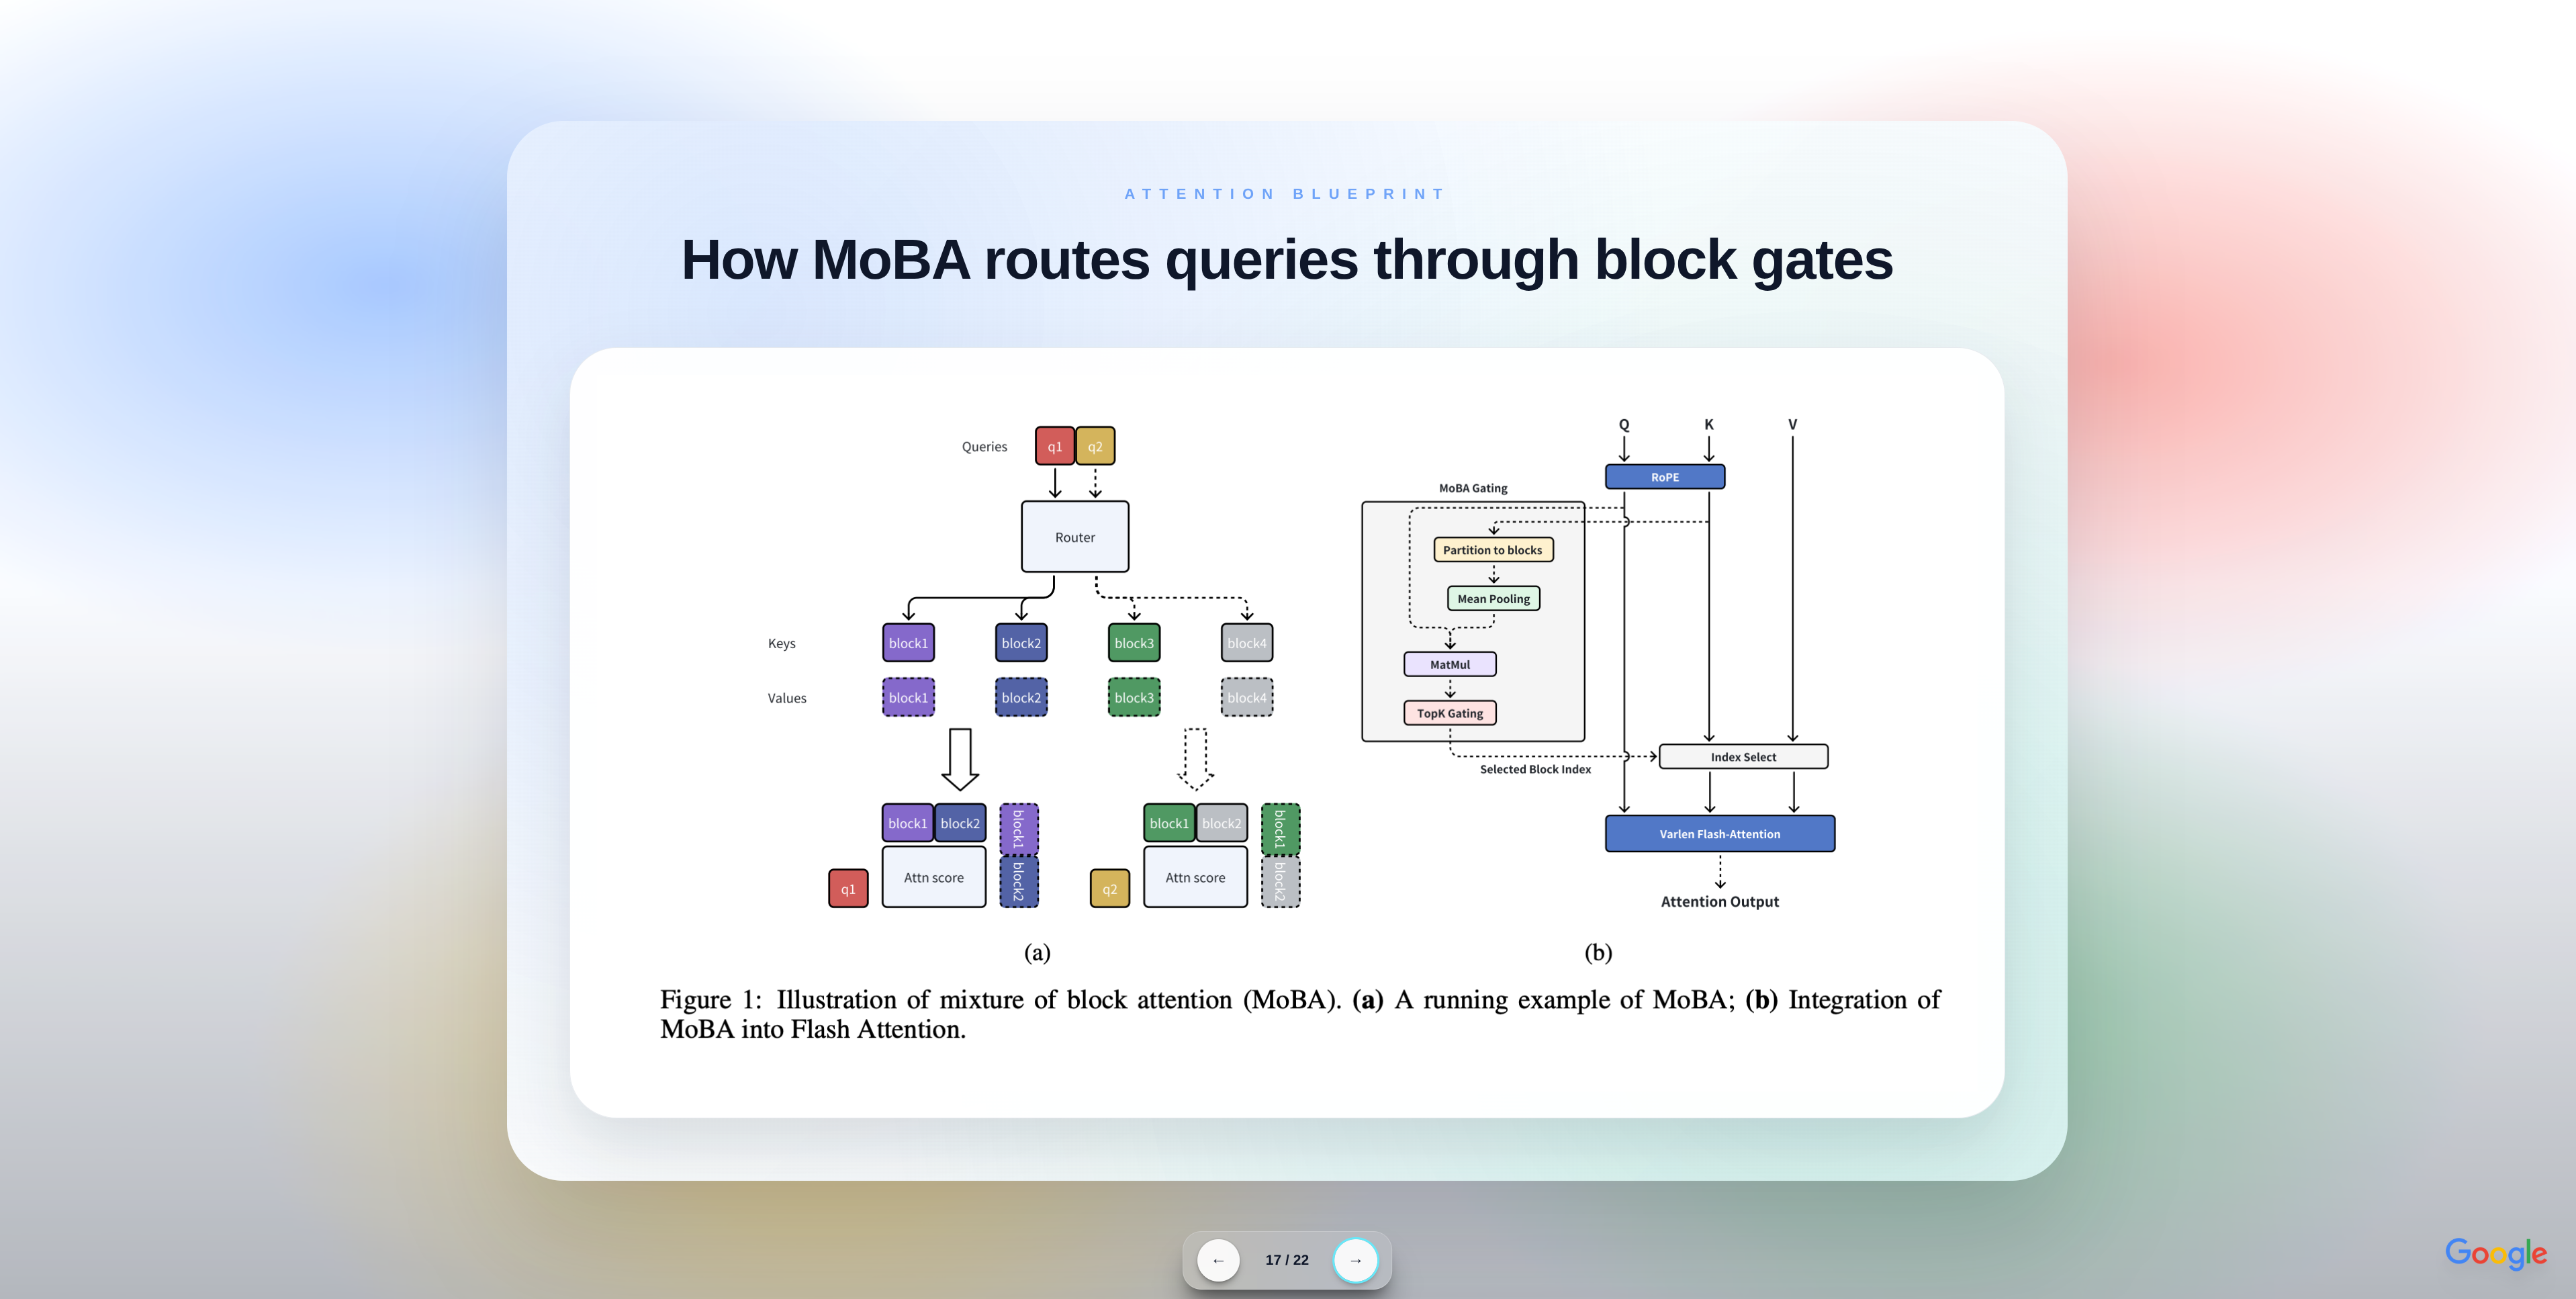 ATTENTION BLUEPRINT
How MoBA routes queries through block gates
Queries
q1
q2
Router
Keys
block1
block2
block3
block4
Values
block1
block2
block3
block4
block1
block2
block1
block2
q1
Attn score
block1
block2
block1
block2
q2
Attn score
(a)
Q
K
V
RoPE
MoBA Gating
Partition to blocks
Mean Pooling
MatMul
TopK Gating
Index Select
Selected Block Index
Varlen Flash-Attention
Attention Output
(b)
Figure 1: Illustration of mixture of block attention (MoBA). (a) A running example of MoBA; (b) Integration of
MoBA into Flash Attention.
←
17 / 22
→
Google